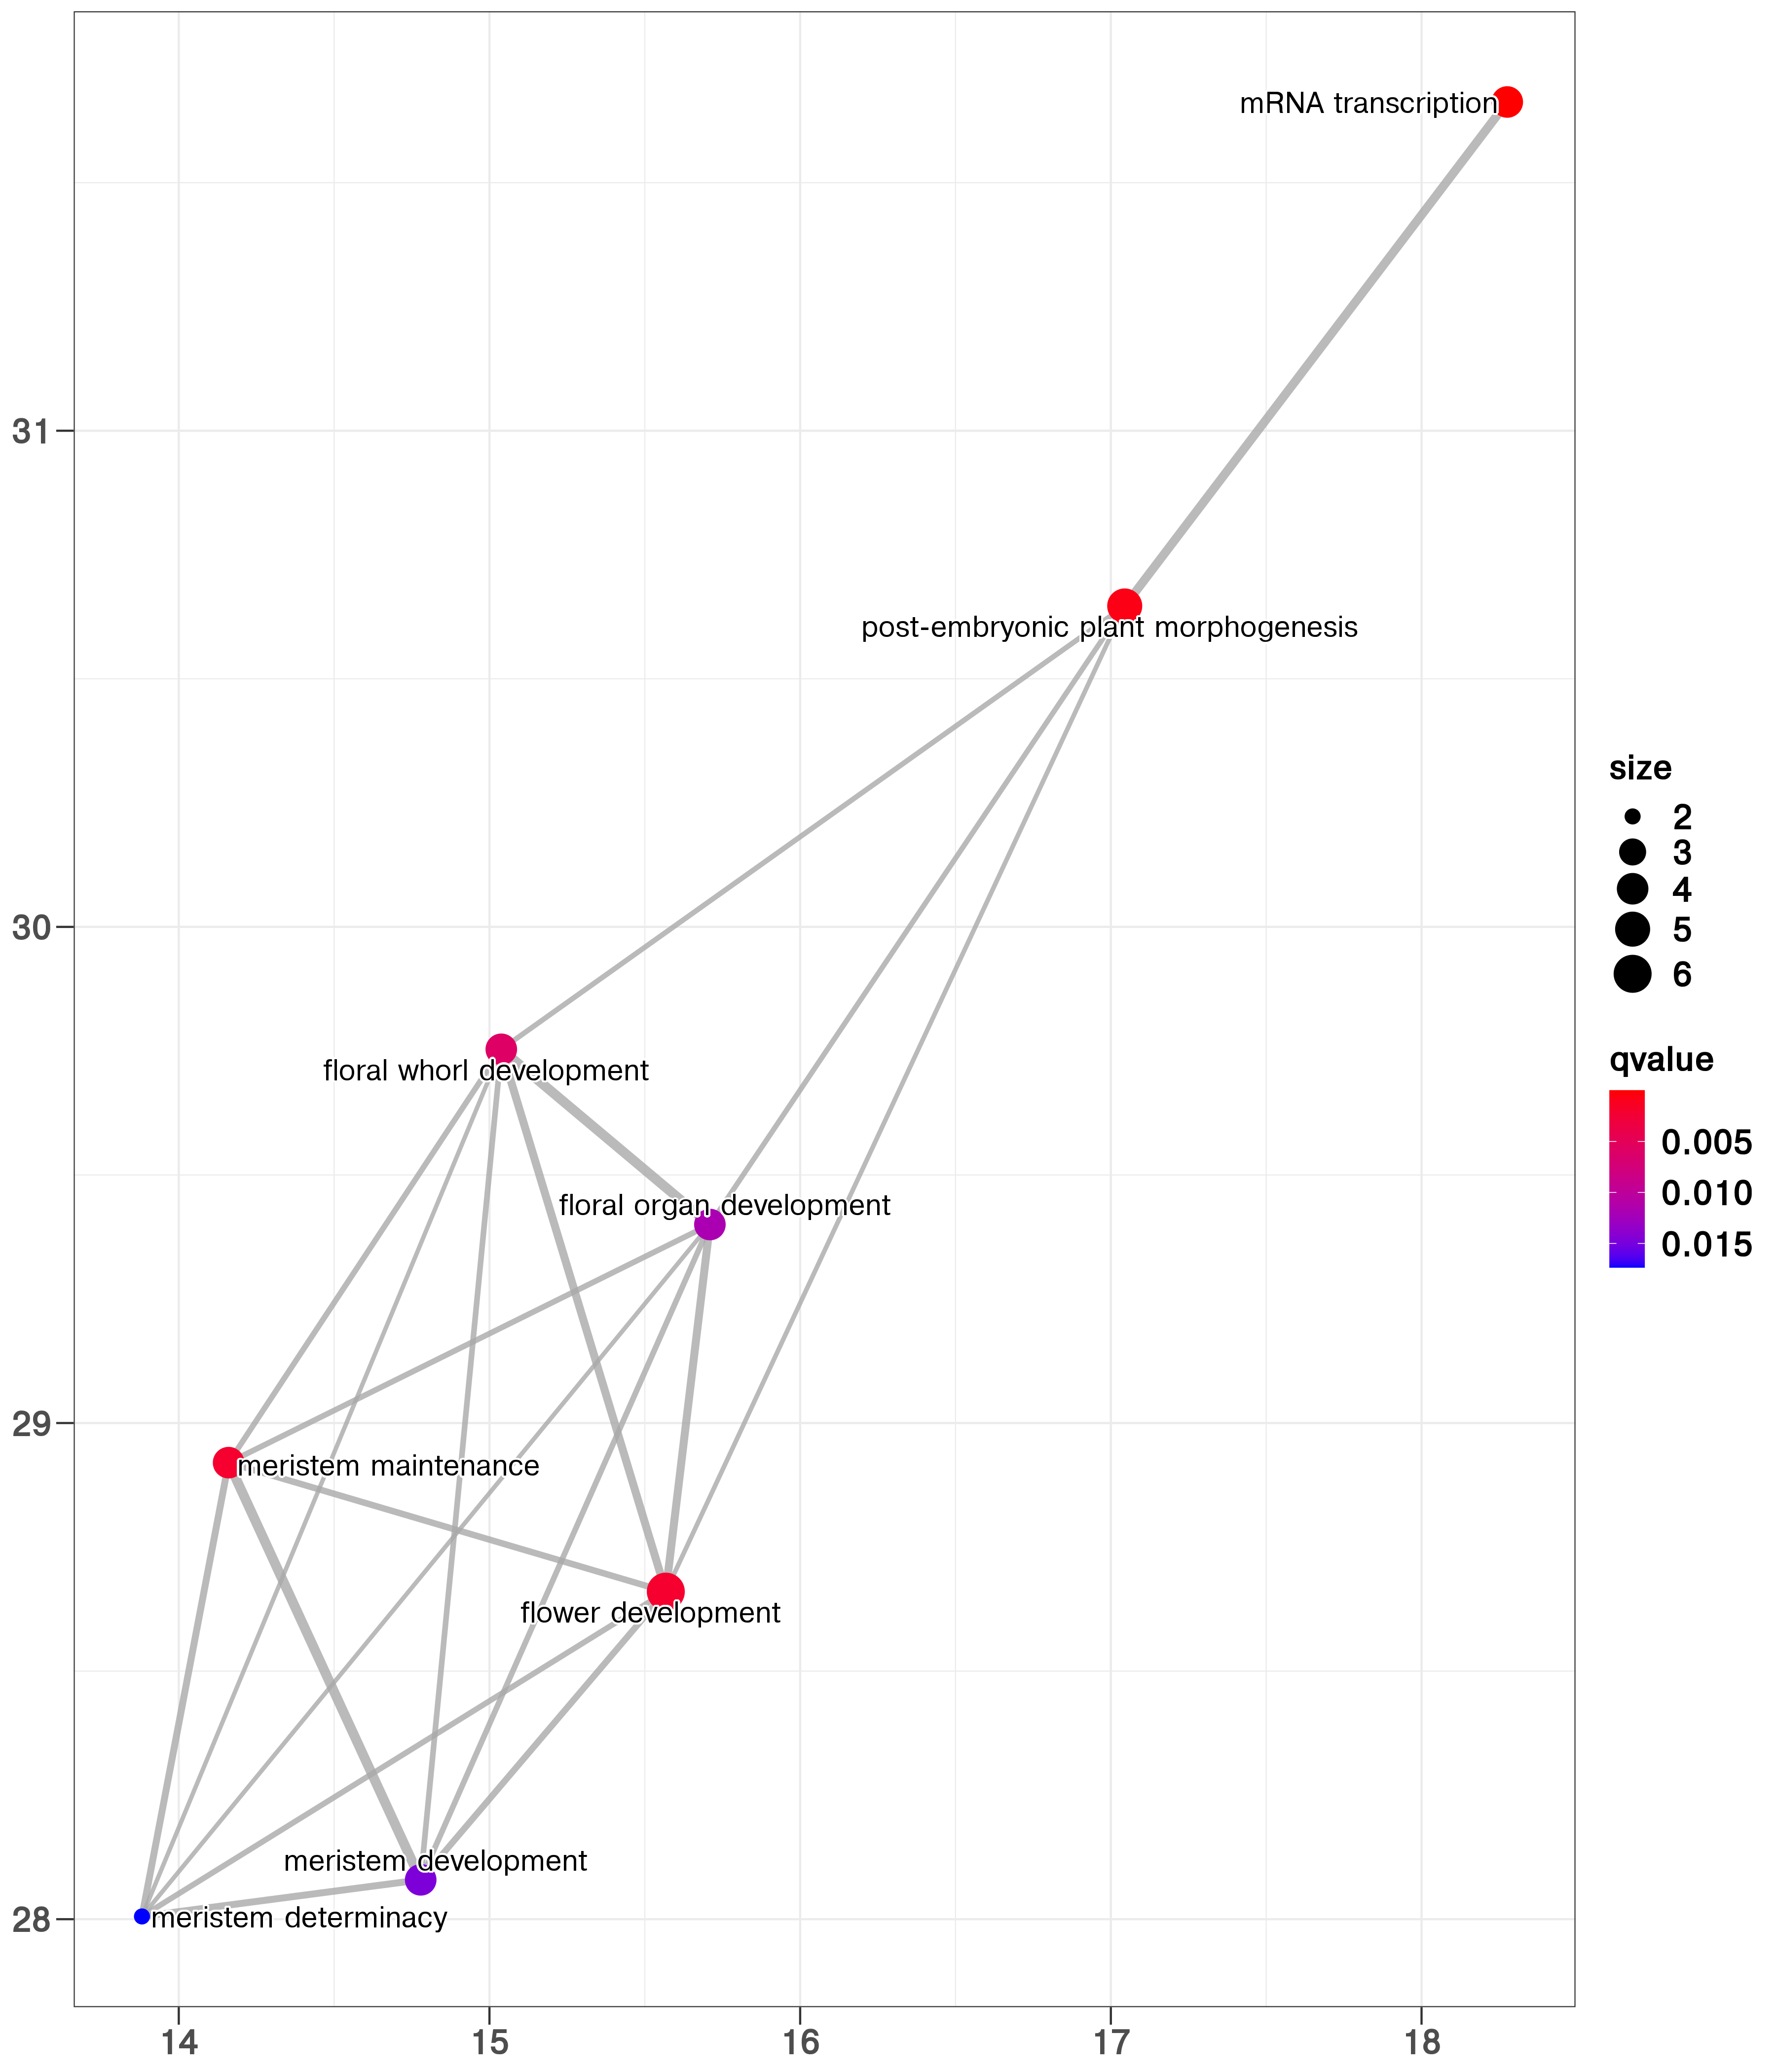 mRNA transcription
31
post-embryonic plant morphogenesis
size
2
3
4
5
6
30
floral whorl development
qvalue
0.005
0.010
0.015
floral organ development
29
meristem maintenance
flower development
meristem development
28
meristem determinacy
14 15 16 17 18